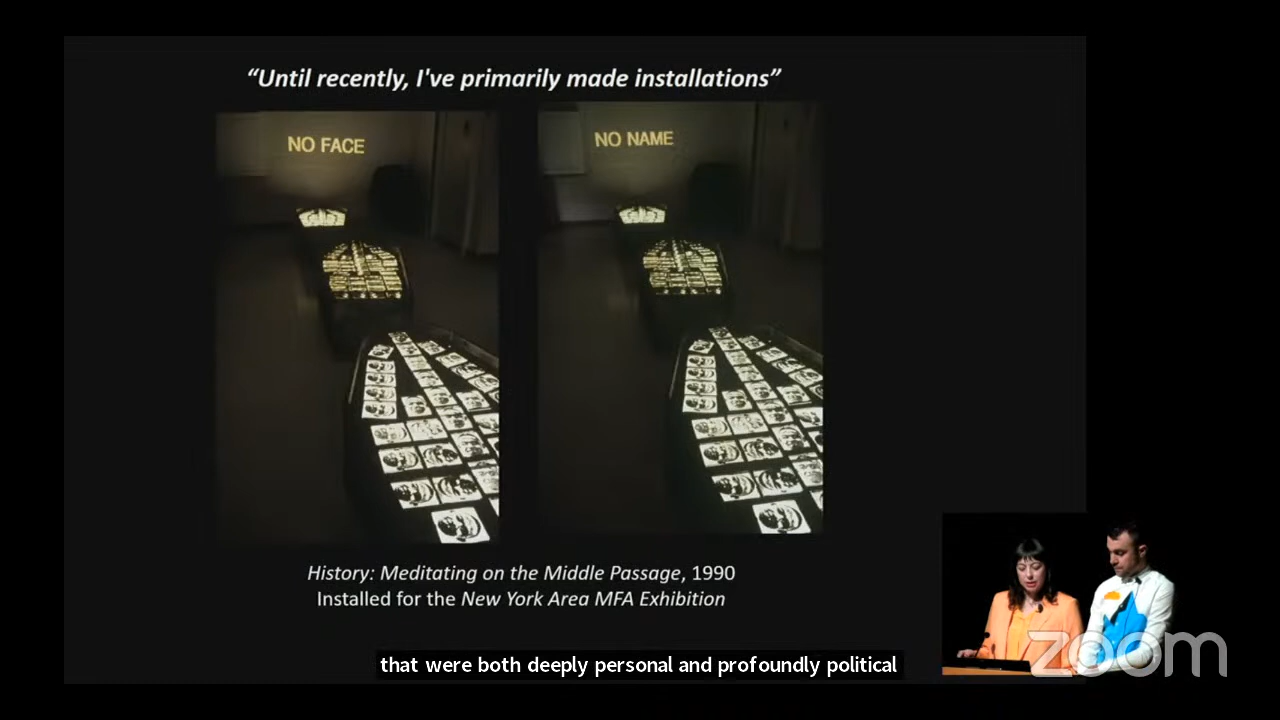 “Until recently, I've primarily made installations”
NO FACE
NO NAME
History: Meditating on the Middle Passage, 1990
Installed for the New York Area MFA Exhibition
that were both deeply personal and profoundly political
zoom